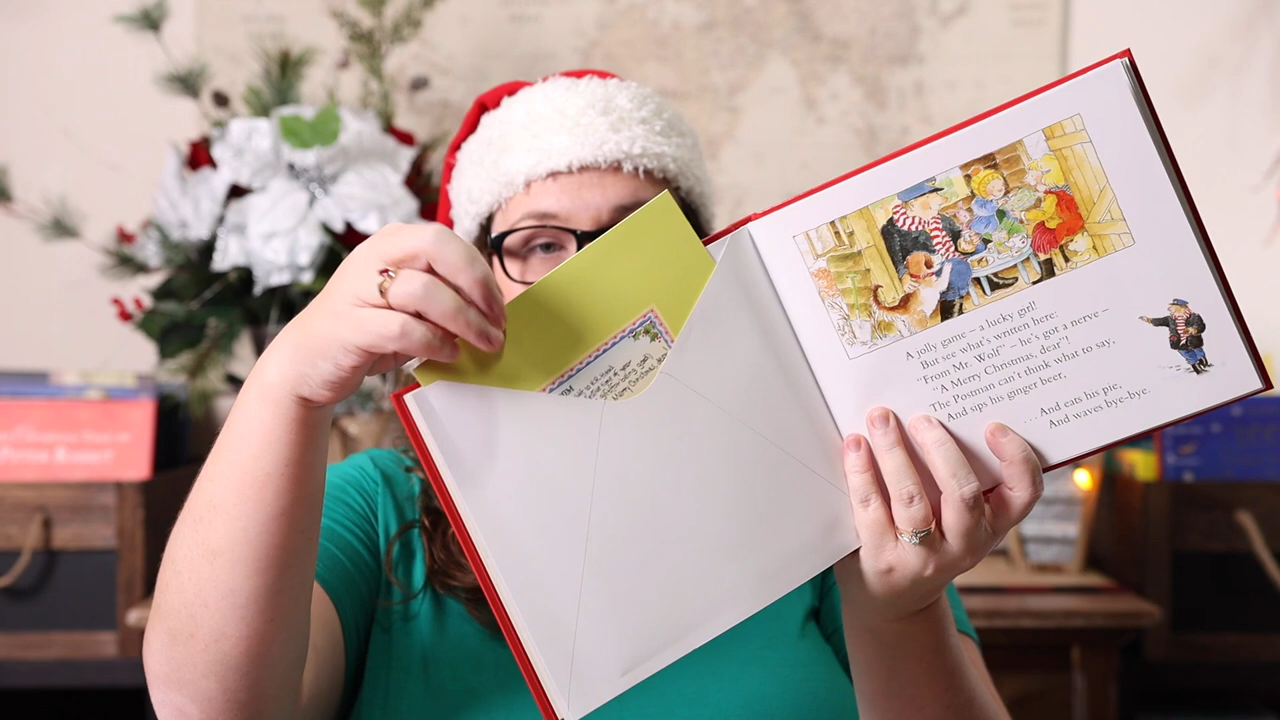 A jolly game – a lucky girl!
But see what's written here:
"From Mr. Wolf" – he's got a nerve –
"A Merry Christmas, dear"!
The Postman can't think what to say,
And sips his ginger beer,
. . . And eats his pie,
And waves bye-bye.
Merry Christmas